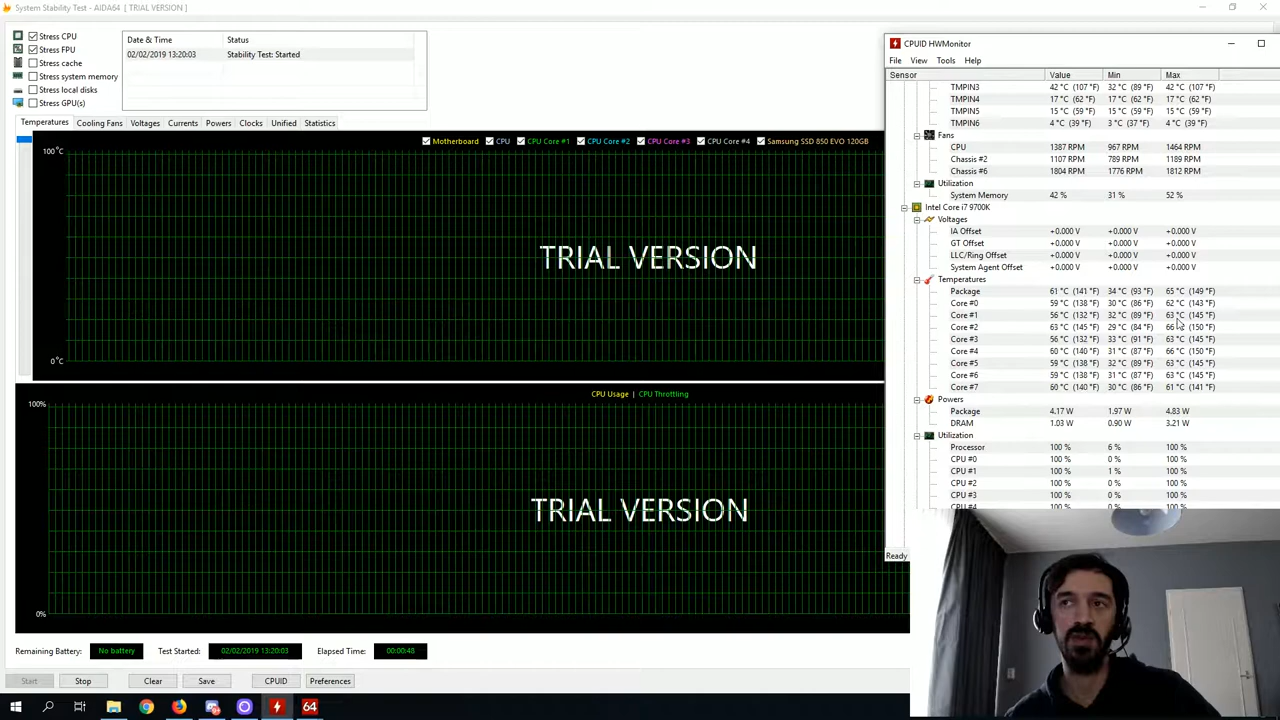 System Stability Test - AIDA64 [ TRIAL VERSION ]
Stress CPU
Stress FPU
Stress cache
Stress system memory
Stress local disks
Stress GPU(s)
Date & Time Status
02/02/2019 13:20:03 Stability Test: Started
Temperatures Cooling Fans Voltages Currents Powers Clocks Unified Statistics
Motherboard CPU CPU Core #1 CPU Core #2 CPU Core #3 CPU Core #4 Samsung SSD 850 EVO 120GB
100°C
TRIAL VERSION
0°C
CPU Usage | CPU Throttling
100%
TRIAL VERSION
0%
Remaining Battery: No battery Test Started: 02/02/2019 13:20:03 Elapsed Time: 00:00:48
Start Stop Clear Save CPUID Preferences
64
CPUID HWMonitor
File View Tools Help
Sensor Value Min Max
TMPIN3 42 °C (107 °F) 32 °C (89 °F) 42 °C (107 °F)
TMPIN4 17 °C (62 °F) 17 °C (62 °F) 17 °C (62 °F)
TMPIN5 15 °C (59 °F) 15 °C (59 °F) 15 °C (59 °F)
TMPIN6 4 °C (39 °F) 3 °C (37 °F) 4 °C (39 °F)
Fans
CPU 1387 RPM 967 RPM 1464 RPM
Chassis #2 1107 RPM 789 RPM 1189 RPM
Chassis #6 1804 RPM 1776 RPM 1812 RPM
Utilization
System Memory 42 % 31 % 52 %
Intel Core i7 9700K
Voltages
IA Offset +0.000 V +0.000 V +0.000 V
GT Offset +0.000 V +0.000 V +0.000 V
LLC/Ring Offset +0.000 V +0.000 V +0.000 V
System Agent Offset +0.000 V +0.000 V +0.000 V
Temperatures
Package 61 °C (141 °F) 34 °C (93 °F) 65 °C (149 °F)
Core #0 59 °C (138 °F) 30 °C (86 °F) 62 °C (143 °F)
Core #1 56 °C (132 °F) 32 °C (89 °F) 63 °C (145 °F)
Core #2 63 °C (145 °F) 29 °C (84 °F) 66 °C (150 °F)
Core #3 56 °C (132 °F) 33 °C (91 °F) 63 °C (145 °F)
Core #4 60 °C (140 °F) 31 °C (87 °F) 66 °C (150 °F)
Core #5 59 °C (138 °F) 32 °C (89 °F) 63 °C (145 °F)
Core #6 59 °C (138 °F) 31 °C (87 °F) 63 °C (145 °F)
Core #7 60 °C (140 °F) 30 °C (86 °F) 61 °C (141 °F)
Powers
Package 4.17 W 1.97 W 4.83 W
DRAM 1.03 W 0.90 W 3.21 W
Utilization
Processor 100 % 6 % 100 %
CPU #0 100 % 0 % 100 %
CPU #1 100 % 1 % 100 %
CPU #2 100 % 0 % 100 %
CPU #3 100 % 0 % 100 %
CPU #4 100 % 0 % 100 %
Ready